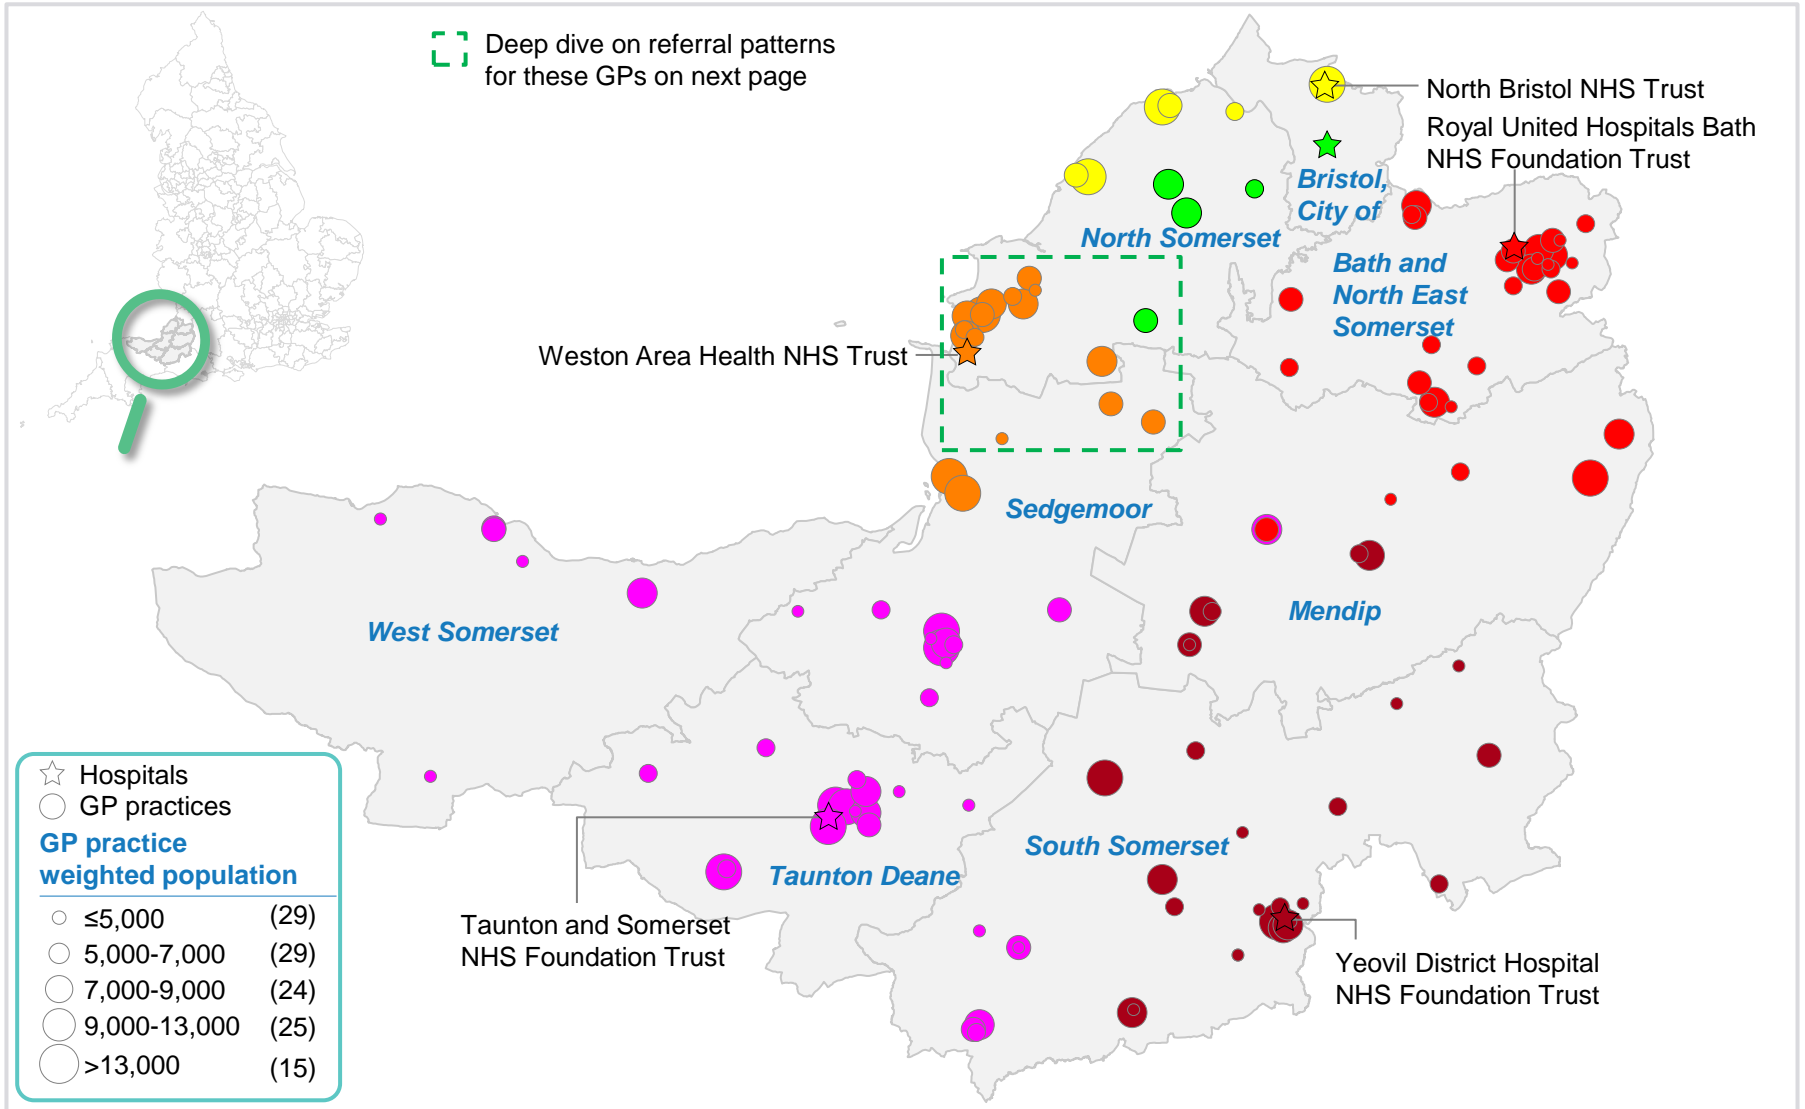 Deep dive on referral patterns
for these GPs on next page
North Bristol NHS Trust
Royal United Hospitals Bath
NHS Foundation Trust
Bristol,
City of
North Somerset
Bath and
North East
Somerset
Weston Area Health NHS Trust
Sedgemoor
West Somerset
Mendip
South Somerset
Taunton Deane
Taunton and Somerset
NHS Foundation Trust
Yeovil District Hospital
NHS Foundation Trust
Hospitals
GP practices
GP practice
weighted population
≤5,000 (29)
5,000-7,000 (29)
7,000-9,000 (24)
9,000-13,000 (25)
>13,000 (15)